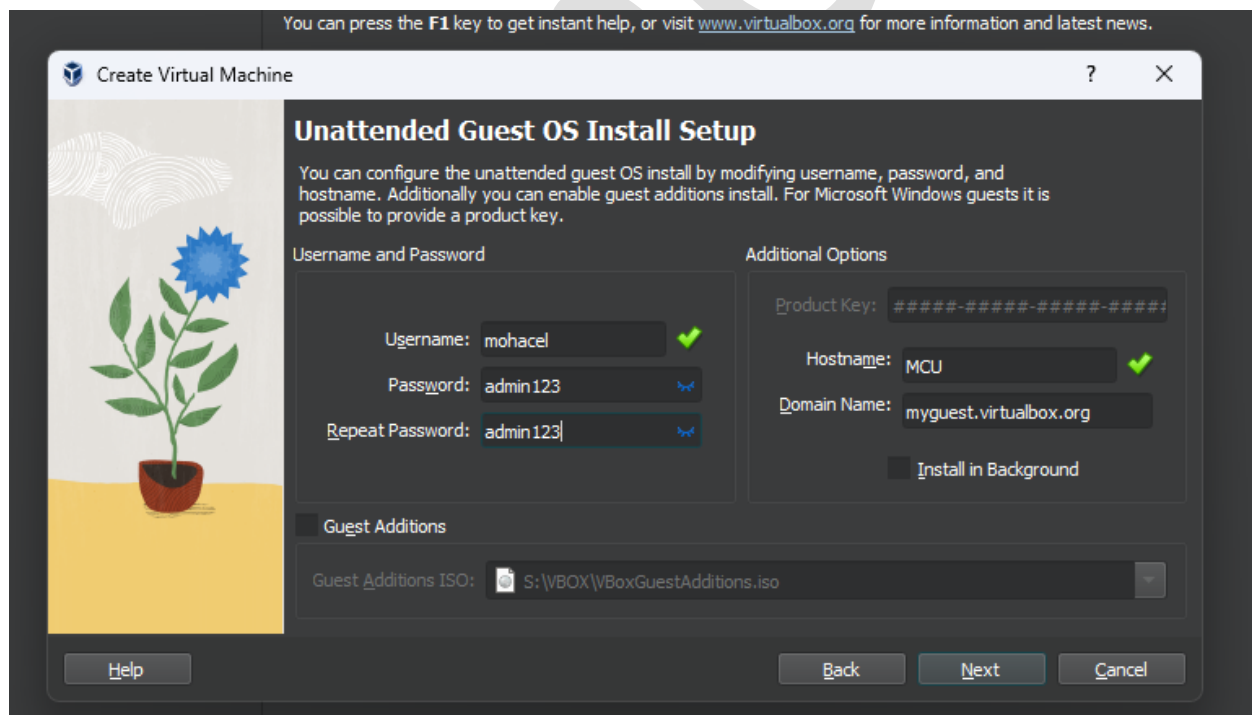 You can press the F1 key to get instant help, or visit www.virtualbox.org for more information and latest news.
Create Virtual Machine
?
Unattended Guest OS Install Setup
You can configure the unattended guest OS install by modifying username, password, and
hostname. Additionally you can enable guest additions install. For Microsoft Windows guests it is
possible to provide a product key.
Username and Password
Username: mohacel
Password: admin123
Repeat Password: admin123
Additional Options
Product Key: #####-#####-#####-#####
Hostname: MCU
Domain Name: myguest.virtualbox.org
Install in Background
Guest Additions
Guest Additions ISO: S:\VBOX\VBoxGuestAdditions.iso
Help
Back
Next
Cancel